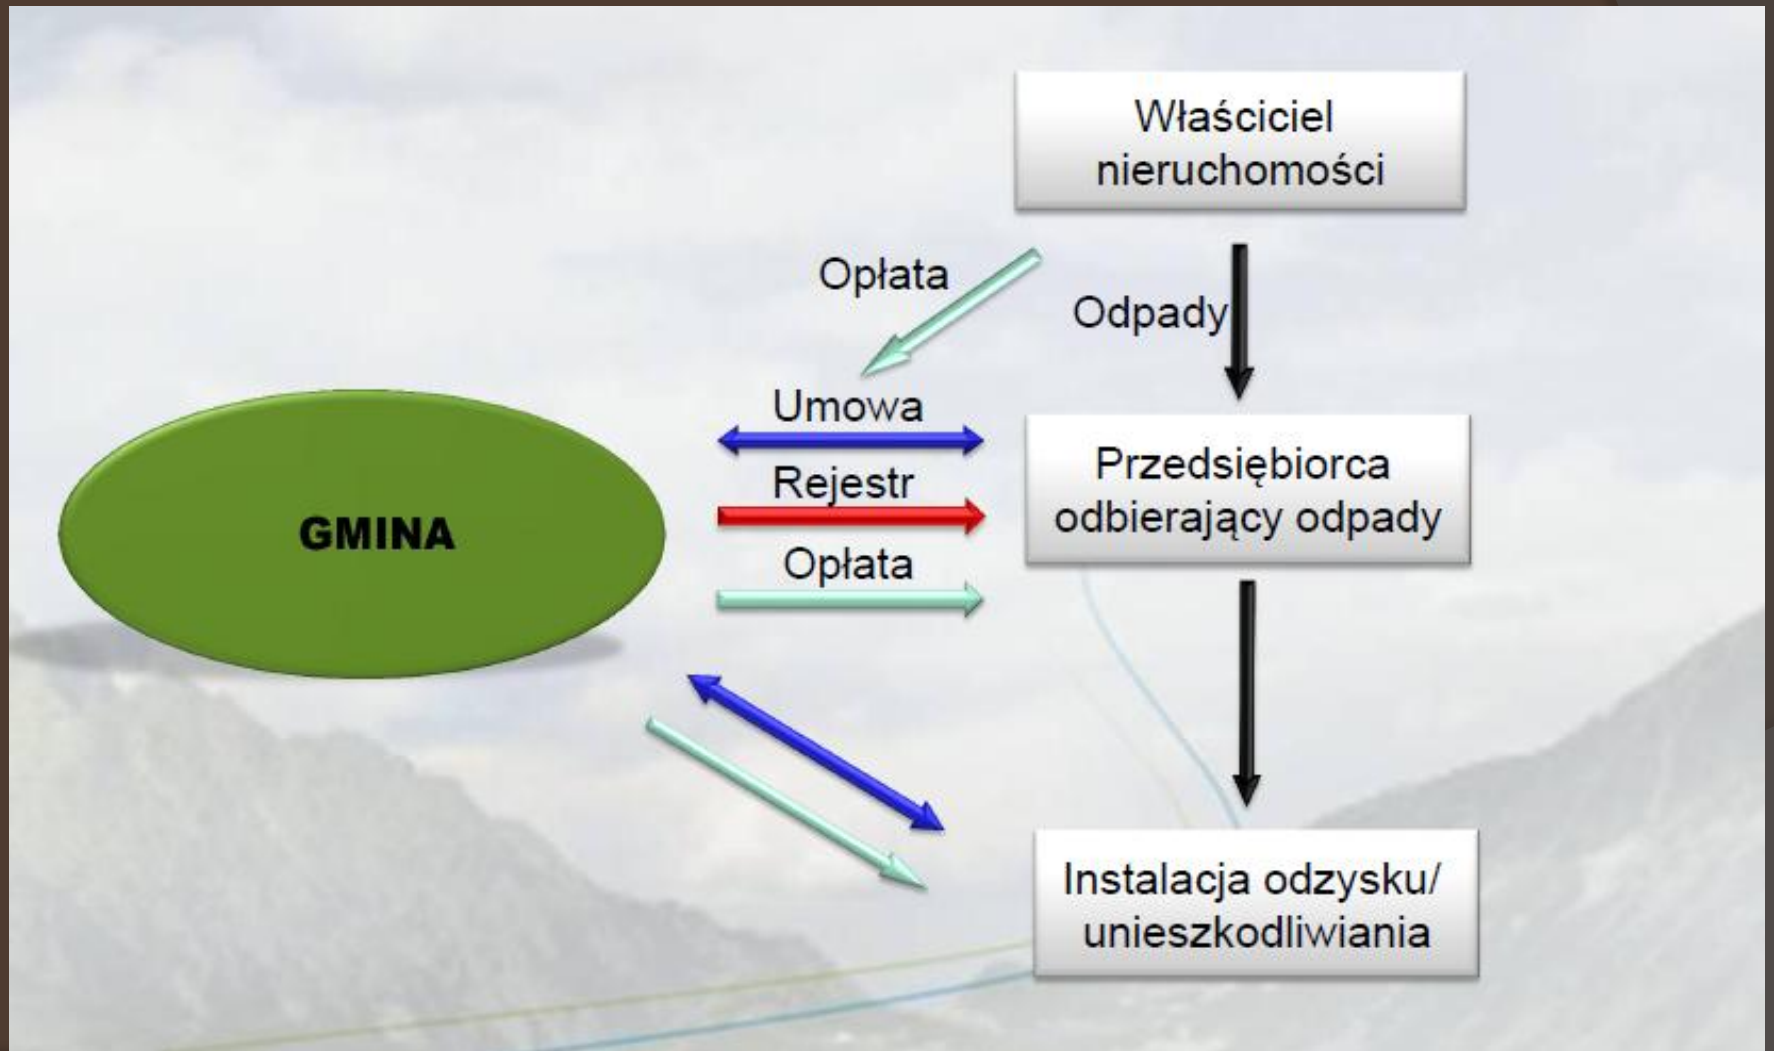 Właściciel
nieruchomości
Opłata
Odpady
Umowa
Rejestr
Opłata
GMINA
Przedsiębiorca
odbierający odpady
Instalacja odzysku/
unieszkodliwiania